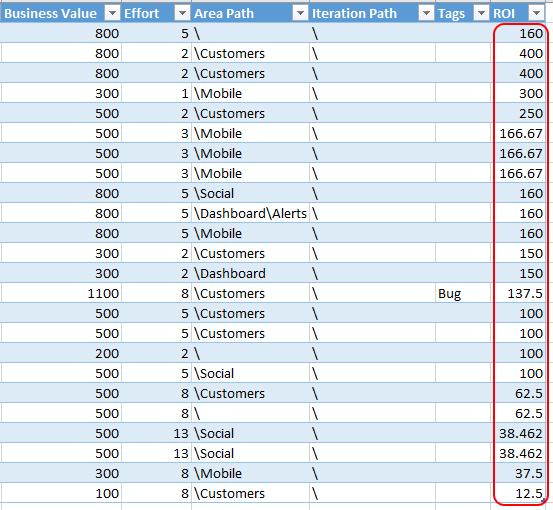 Business Value Effort Area Path Iteration Path Tags ROI
800 5 \ \ 160
800 2 \Customers \ 400
800 2 \Customers \ 400
300 1 \Mobile \ 300
500 2 \Customers \ 250
500 3 \Mobile \ 166.67
500 3 \Mobile \ 166.67
500 3 \Mobile \ 166.67
800 5 \Social \ 160
800 5 \Dashboard\Alerts \ 160
800 5 \Mobile \ 160
300 2 \Customers \ 150
300 2 \Dashboard \ 150
1100 8 \Customers \ Bug 137.5
500 5 \Customers \ 100
500 5 \Customers \ 100
200 2 \ \ 100
500 5 \Social \ 100
500 8 \Customers \ 62.5
500 8 \ \ 62.5
500 13 \Social \ 38.462
500 13 \Social \ 38.462
300 8 \Mobile \ 37.5
100 8 \Customers \ 12.5